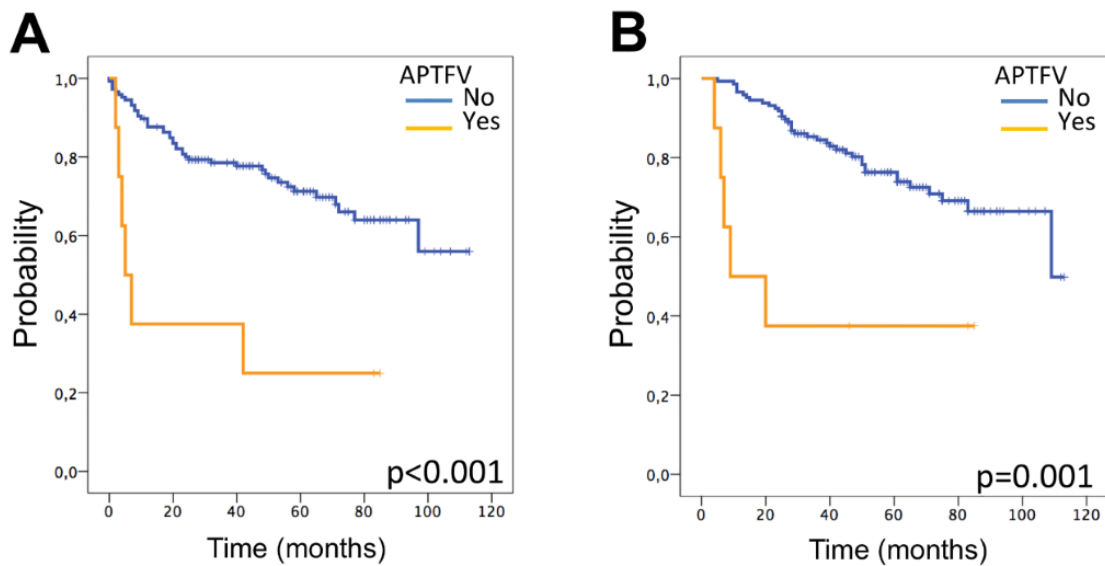 A
APTFV
No
Yes
1,0
0,8
0,6
0,4
0,2
0,0
Probability
p<0.001
0 20 40 60 80 100 120
Time (months)
B
APTFV
No
Yes
1,0
0,8
0,6
0,4
0,2
0,0
Probability
p=0.001
0 20 40 60 80 100 120
Time (months)